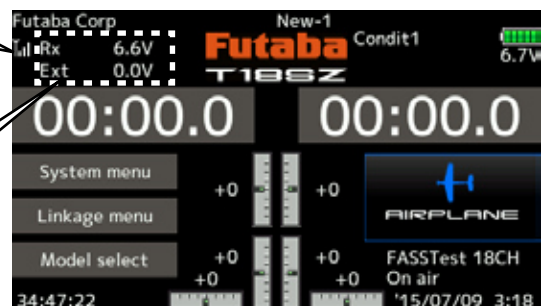 Futaba Corp New-1
Rx 6.6V Futaba Condit1
6.7V
Ext 0.0V T18SZ
00:00.0 00:00.0
System menu
+0 +0
Linkage menu AIRPLANE
Model select +0 +0 FASSTest 18CH
+0 +0 On air
34:47:22 '15/07/09 3:18